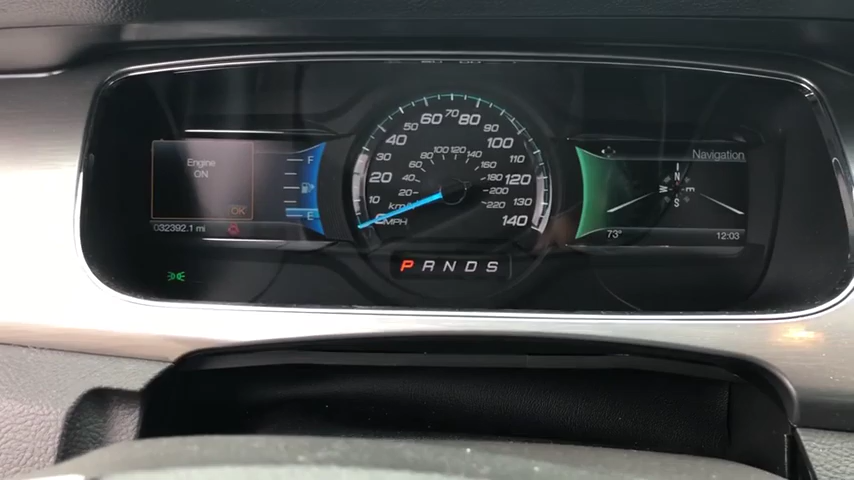 Engine
ON
OK
032392.1 mi
F
E
10
20
30
40
50
60
70
80
90
100
110
120
130
140
20
40
60
80
100
120
140
160
180
200
220
km/h
MPH
P R N D S
Navigation
N
W
S
73°
12:03